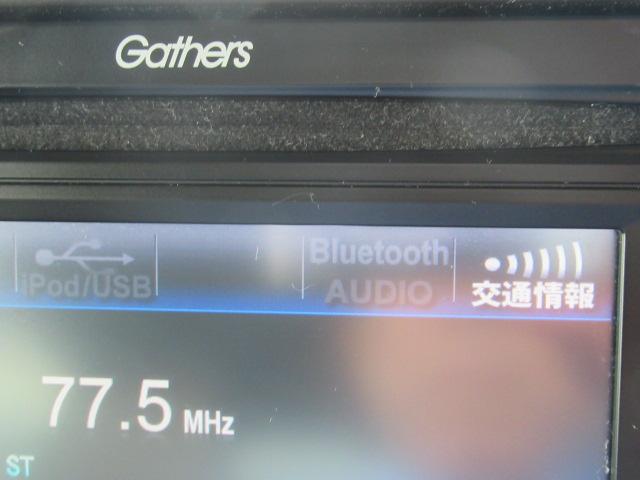 Gathers
iPod/USB
Bluetooth
AUDIO
交通情報
77.5 MHz
ST